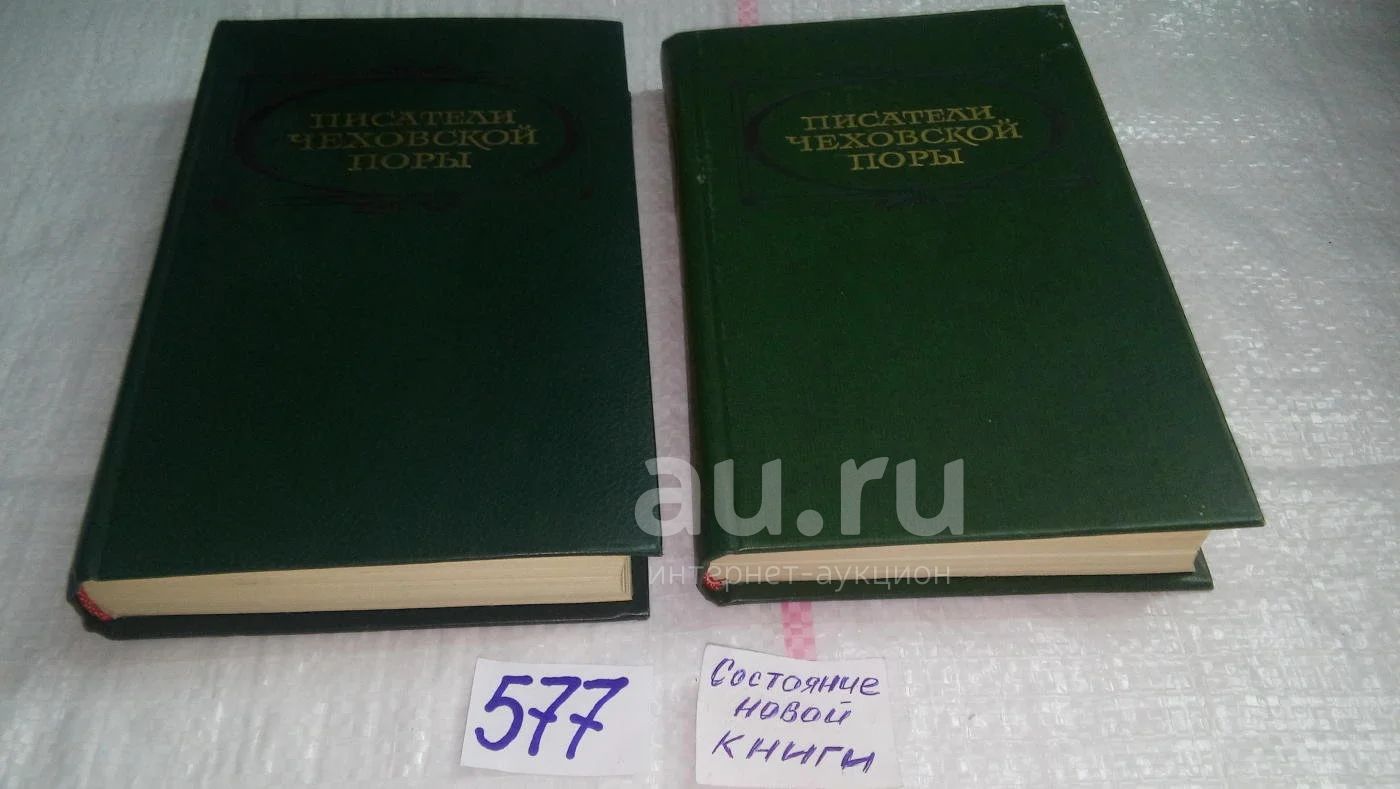 ПИСАТЕЛИ
ЧЕХОВСКОЙ
ПОРЫ
ПИСАТЕЛИ
ЧЕХОВСКОЙ
ПОРЫ
au.ru
интернет-аукцион
577
Состояние
новой
книги